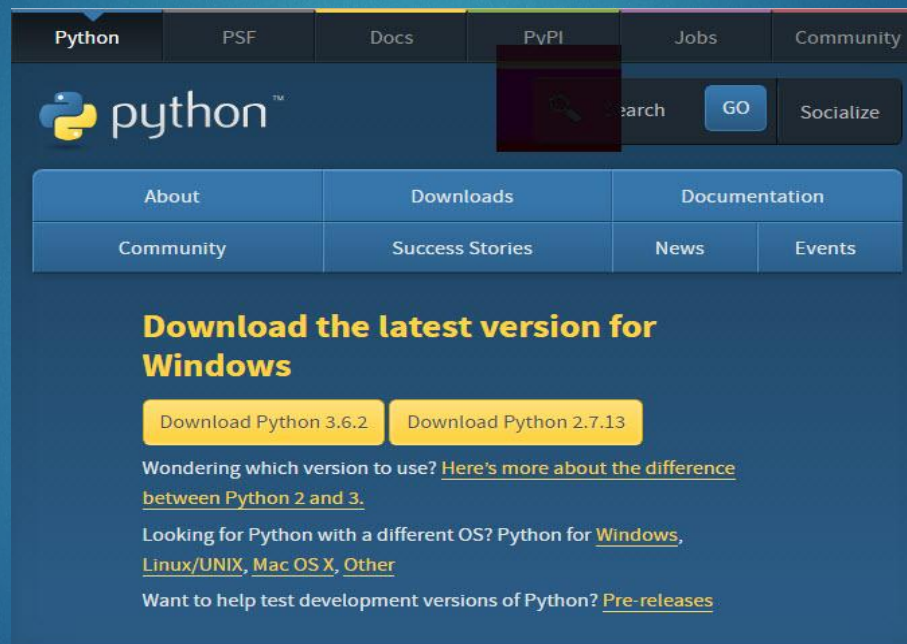 Python PSF Docs PyPI Jobs Community
python™
Search GO Socialize
About Downloads Documentation
Community Success Stories News Events
Download the latest version for
Windows
Download Python 3.6.2 Download Python 2.7.13
Wondering which version to use? Here's more about the difference
between Python 2 and 3.
Looking for Python with a different OS? Python for Windows,
Linux/UNIX, Mac OS X, Other
Want to help test development versions of Python? Pre-releases